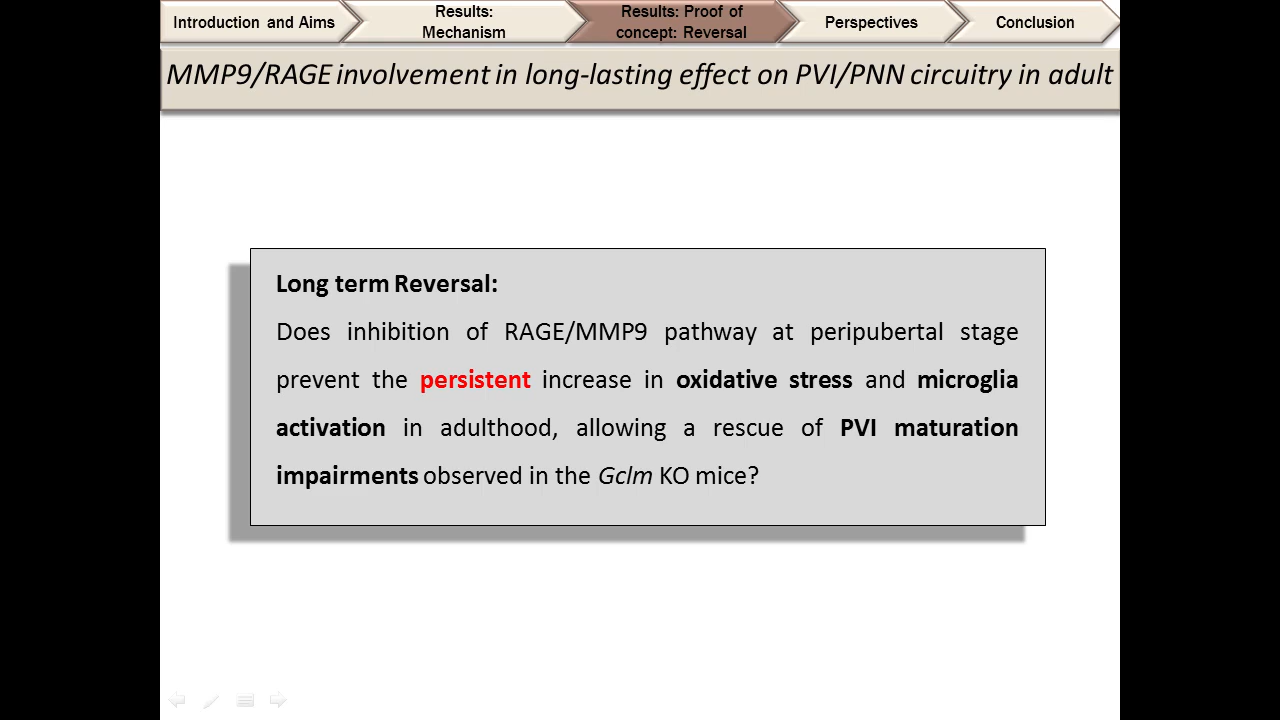 Introduction and Aims
Results:
Mechanism
Results: Proof of
concept: Reversal
Perspectives
Conclusion
MMP9/RAGE involvement in long-lasting effect on PVI/PNN circuitry in adult
Long term Reversal:
Does inhibition of RAGE/MMP9 pathway at peripubertal stage
prevent the persistent increase in oxidative stress and microglia
activation in adulthood, allowing a rescue of PVI maturation
impairments observed in the Gclm KO mice?